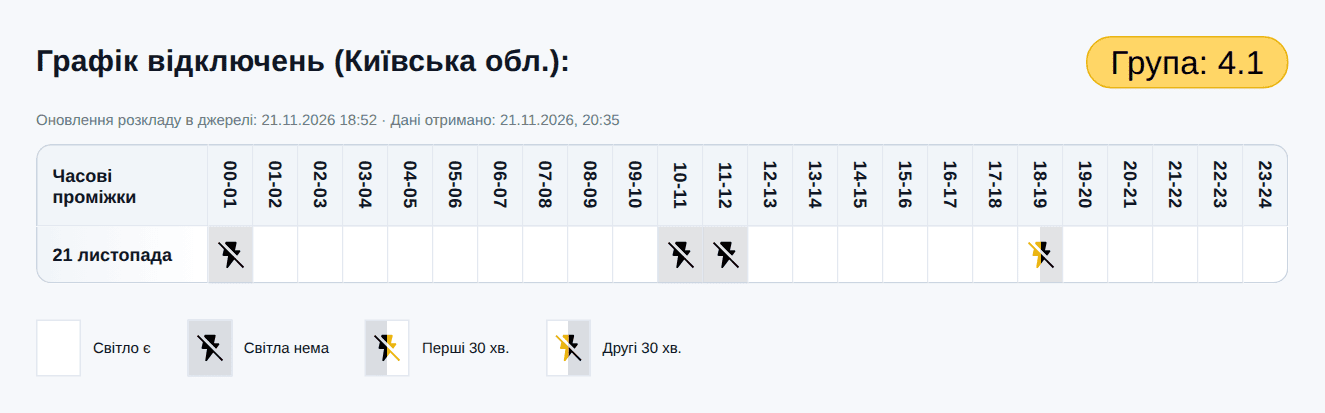 Графік відключень (Київська обл.):
Група: 4.1
Оновлення розкладу в джерелі: 21.11.2026 18:52 · Дані отримано: 21.11.2026, 20:35
Часові
проміжки
00-01
01-02
02-03
03-04
04-05
05-06
06-07
07-08
08-09
09-10
10-11
11-12
12-13
13-14
14-15
15-16
16-17
17-18
18-19
19-20
20-21
21-22
22-23
23-24
21 листопада
Світло є
Світла нема
Перші 30 хв.
Другі 30 хв.